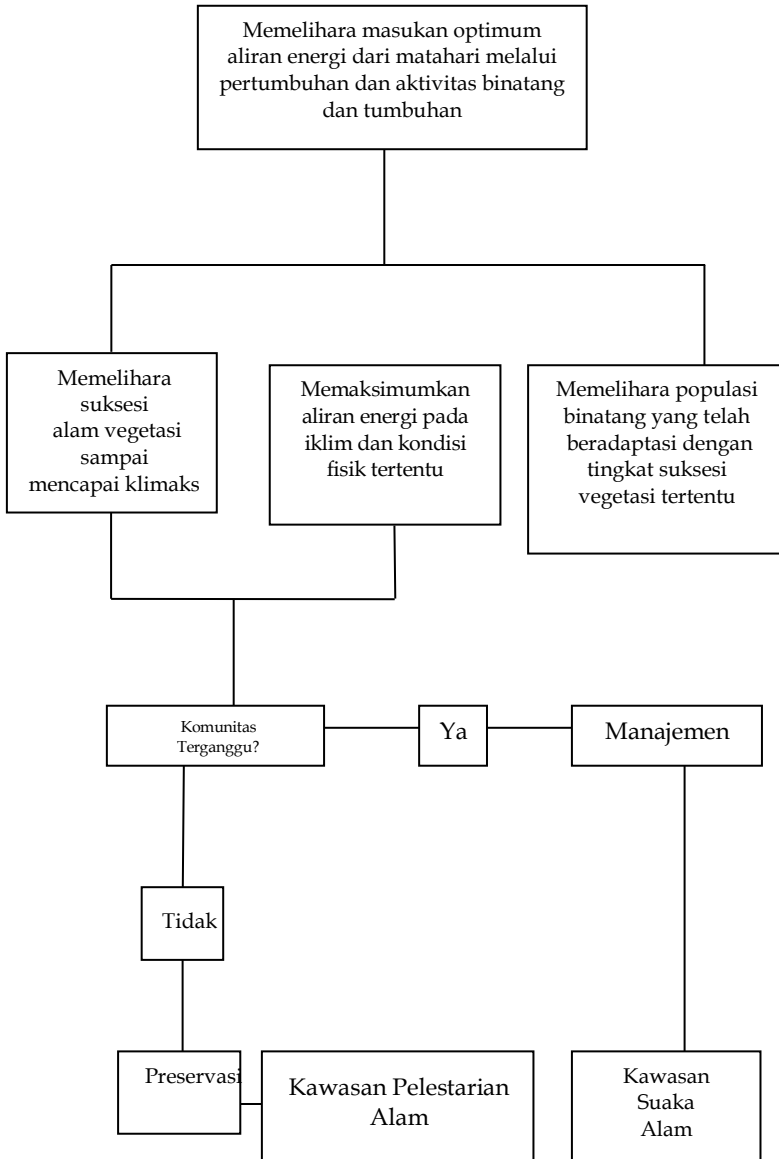 Memelihara masukan optimum
aliran energi dari matahari melalui
pertumbuhan dan aktivitas binatang
dan tumbuhan
Memelihara
suksesi
alam vegetasi
sampai
mencapai klimaks
Memaksimumkan
aliran energi pada
iklim dan kondisi
fisik tertentu
Memelihara populasi
binatang yang telah
beradaptasi dengan
tingkat suksesi
vegetasi tertentu
Komunitas
Terganggu?
Ya
Manajemen
Tidak
Preservasi
Kawasan Pelestarian
Alam
Kawasan
Suaka
Alam